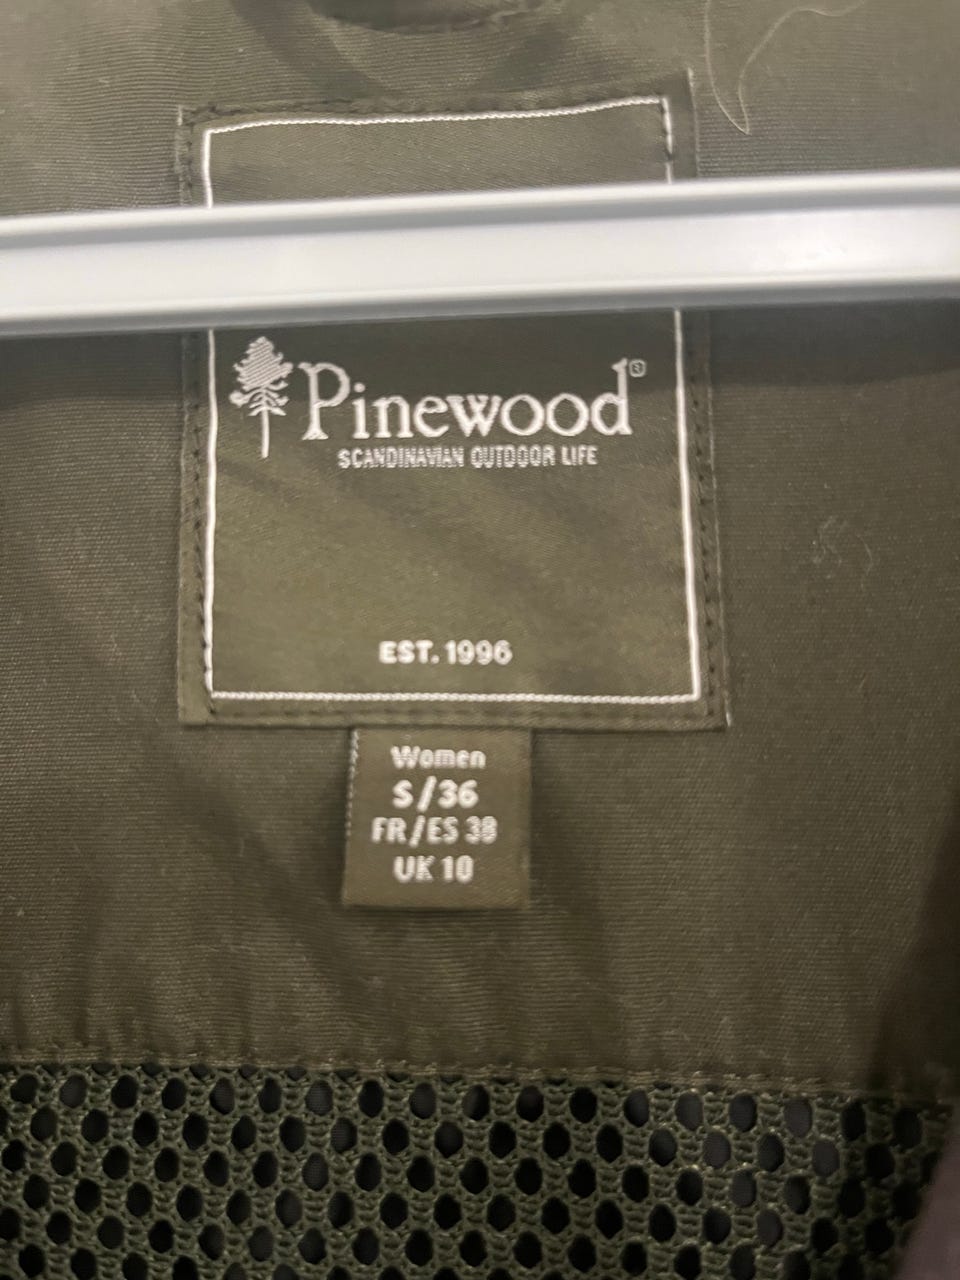 Pinewood®
SCANDINAVIAN OUTDOOR LIFE
EST. 1996
Women
S/36
FR/ES 38
UK 10